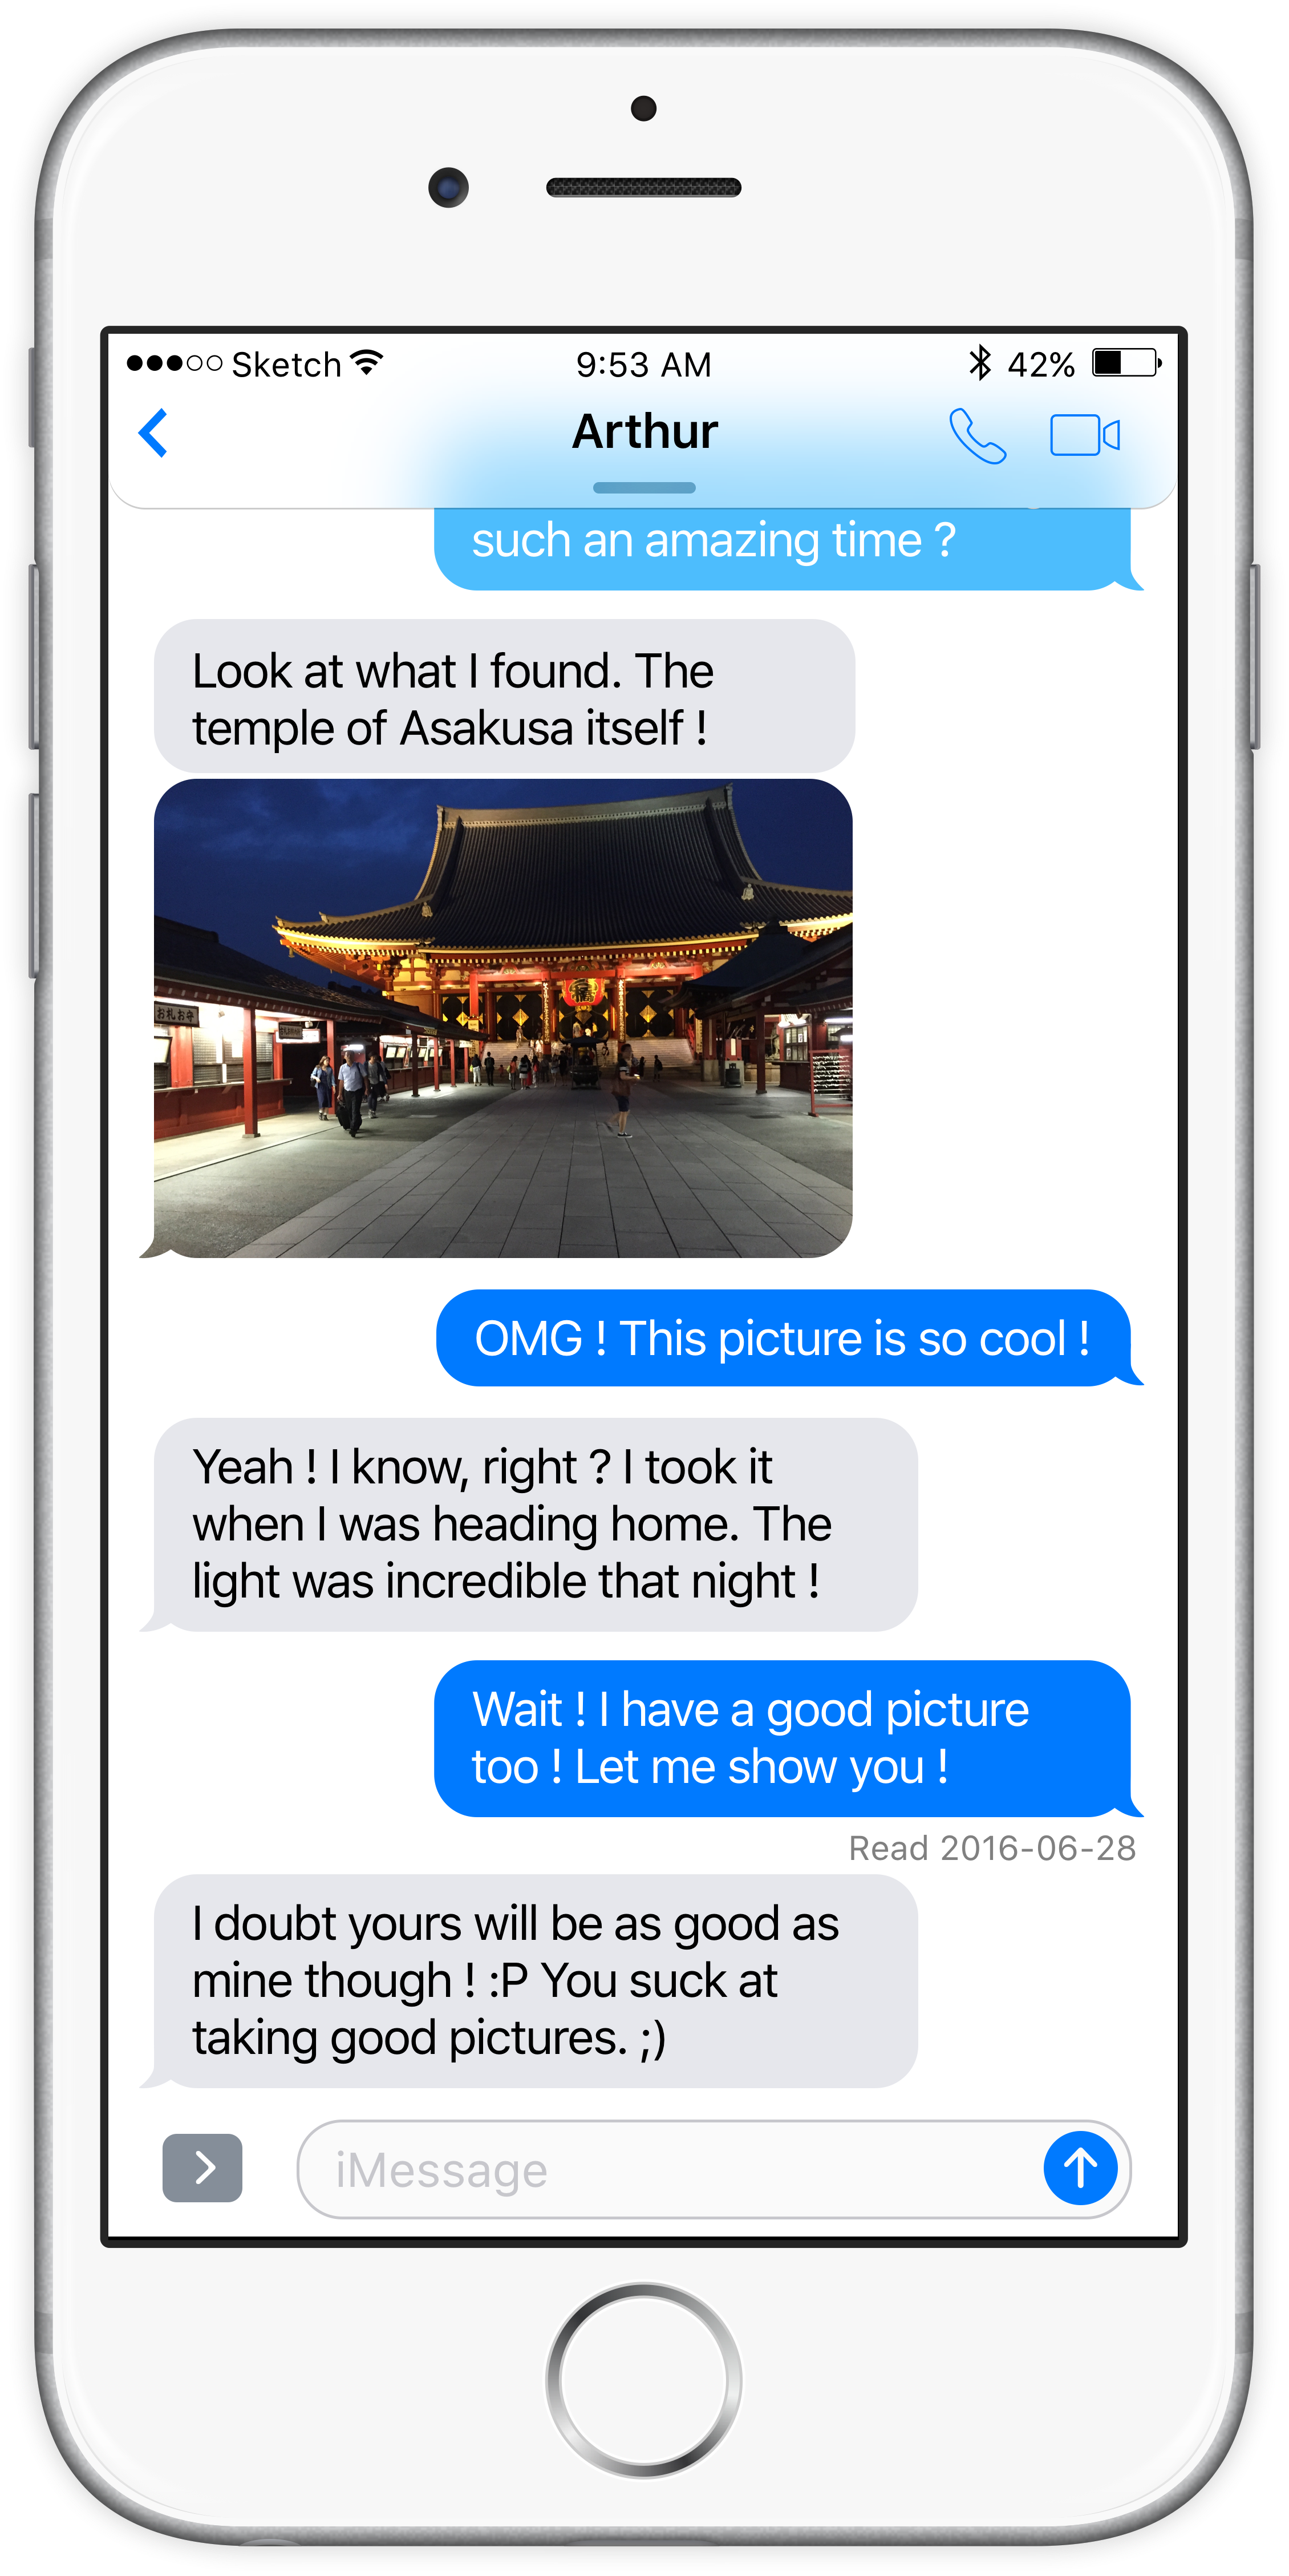 Sketch 9:53 AM 42%
Arthur
such an amazing time ?
Look at what I found. The
temple of Asakusa itself !
お札お守
OMG ! This picture is so cool !
Yeah ! I know, right ? I took it
when I was heading home. The
light was incredible that night !
Wait ! I have a good picture
too ! Let me show you !
Read 2016-06-28
I doubt yours will be as good as
mine though ! :P You suck at
taking good pictures. ;)
iMessage